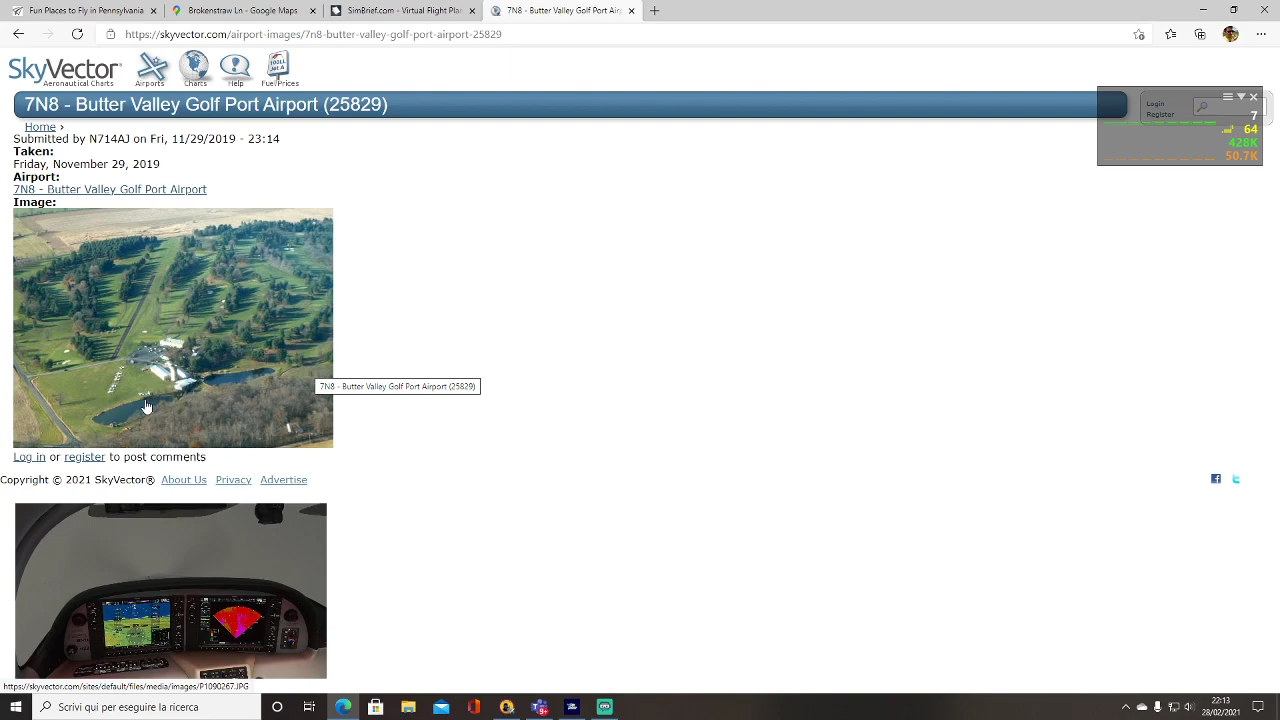 Fun Places to Fly in Pennsylvania
Brokenstraw Ln - Google Maps
SimBrief.com - Virtual Flight Plan
7N8 - Butter Valley Golf Port Air
https://skyvector.com/airport-images/7n8-butter-valley-golf-port-airport-25829
SkyVector
Aeronautical Charts
Airports
Charts
Help
100LL
Jet A
Fuel Prices
7N8 - Butter Valley Golf Port Airport (25829)
Login
Register
7
64
428K
50.7K
Home ›
Submitted by N714AJ on Fri, 11/29/2019 - 23:14
Taken:
Friday, November 29, 2019
Airport:
7N8 - Butter Valley Golf Port Airport
Image:
7N8 - Butter Valley Golf Port Airport (25829)
Log in or register to post comments
Copyright © 2021 SkyVector® About Us Privacy Advertise
https://skyvector.com/sites/default/files/media/images/P1090267.JPG
Scrivi qui per eseguire la ricerca
22:13
28/02/2021